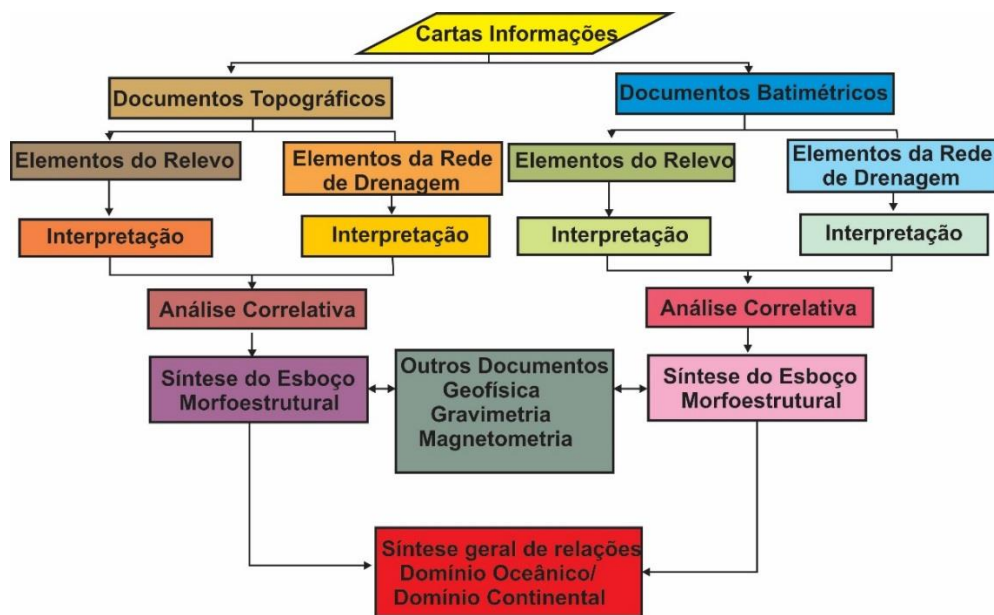 Cartas Informações
Documentos Topográficos
Documentos Batimétricos
Elementos do Relevo
Elementos da Rede
de Drenagem
Elementos do Relevo
Elementos da Rede
de Drenagem
Interpretação
Interpretação
Interpretação
Interpretação
Análise Correlativa
Análise Correlativa
Síntese do Esboço
Morfoestrutural
Outros Documentos
Geofísica
Gravimetria
Magnetometria
Síntese do Esboço
Morfoestrutural
Síntese geral de relações
Domínio Oceânico/
Domínio Continental